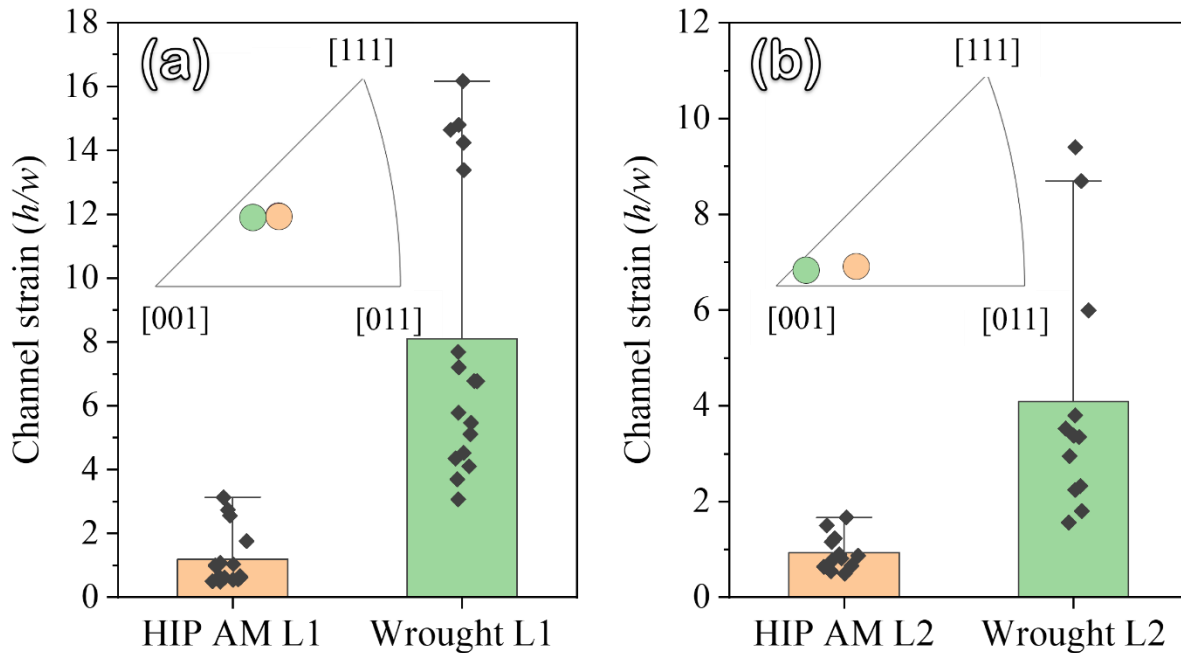 (a)
Channel strain (h/w)
18
16
14
12
10
8
6
4
2
0
[111]
[001]
[011]
HIP AM L1
Wrought L1
(b)
Channel strain (h/w)
12
10
8
6
4
2
0
[111]
[001]
[011]
HIP AM L2
Wrought L2